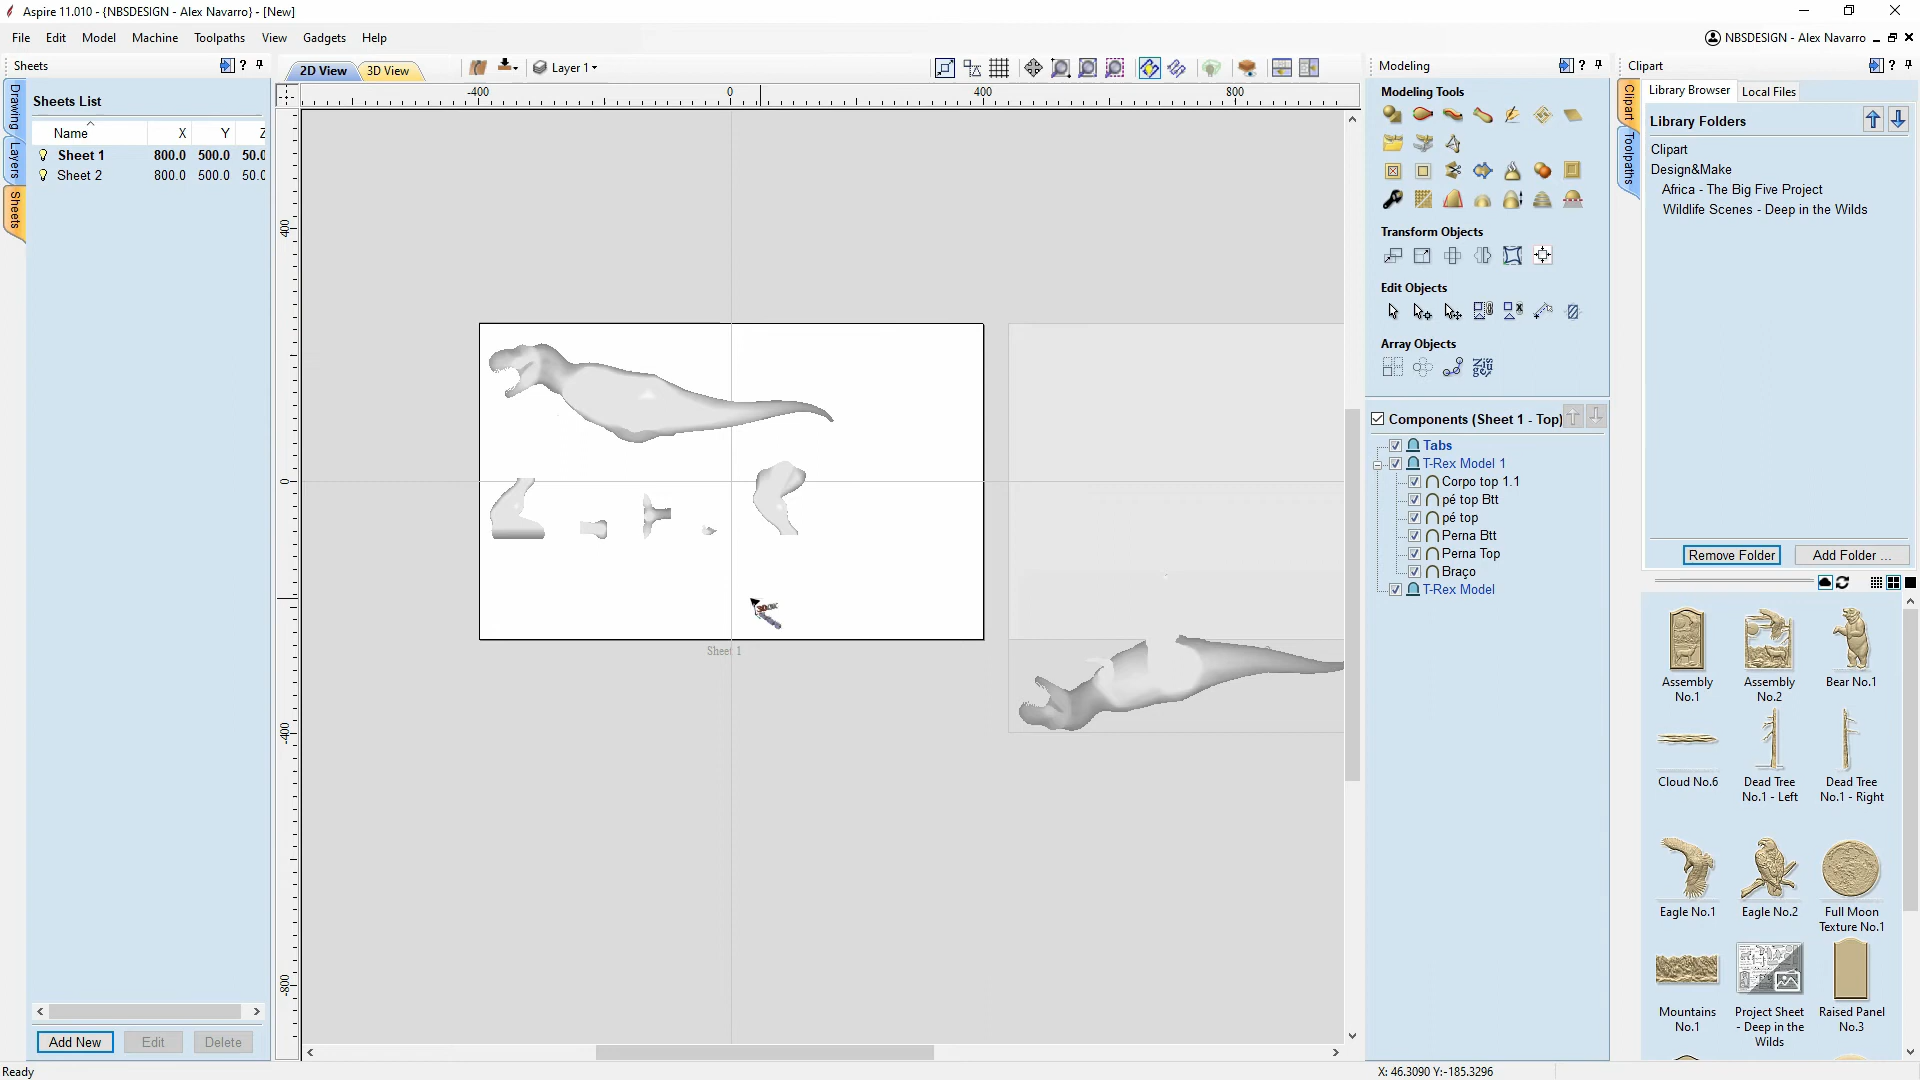 Aspire 11.010 - {NBSDESIGN - Alex Navarro} - [New]
File Edit Model Machine Toolpaths View Gadgets Help
NBSDESIGN - Alex Navarro
Sheets
Drawing
Layers
Sheets
Sheets List
Name X Y Z
Sheet 1 800.0 500.0 50.0
Sheet 2 800.0 500.0 50.0
Add New Edit Delete
Ready
2D View 3D View
Layer 1
-400 0 400 800
400
0
-400
-800
Sheet 1
Modeling
Modeling Tools
Transform Objects
Edit Objects
Array Objects
Components (Sheet 1 - Top)
Tabs
T-Rex Model 1
Corpo top 1.1
pé top Btt
pé top
Perna Btt
Perna Top
Braço
T-Rex Model
X: 46.3090 Y:-185.3296
Clipart
Clipart
Toolpaths
Library Browser Local Files
Library Folders
Clipart
Design&Make
Africa - The Big Five Project
Wildlife Scenes - Deep in the Wilds
Remove Folder Add Folder ...
Assembly No.1
Assembly No.2
Bear No.1
Cloud No.6
Dead Tree No.1 - Left
Dead Tree No.1 - Right
Eagle No.1
Eagle No.2
Full Moon Texture No.1
Mountains No.1
Project Sheet - Deep in the Wilds
Raised Panel No.3